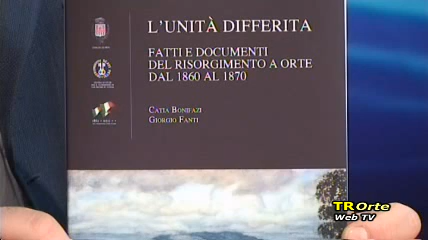 L'UNITÀ DIFFERITA
FATTI E DOCUMENTI
DEL RISORGIMENTO A ORTE
DAL 1860 AL 1870
CATIA BONIFAZI
GIORGIO FANTI
TR Orte
Web TV